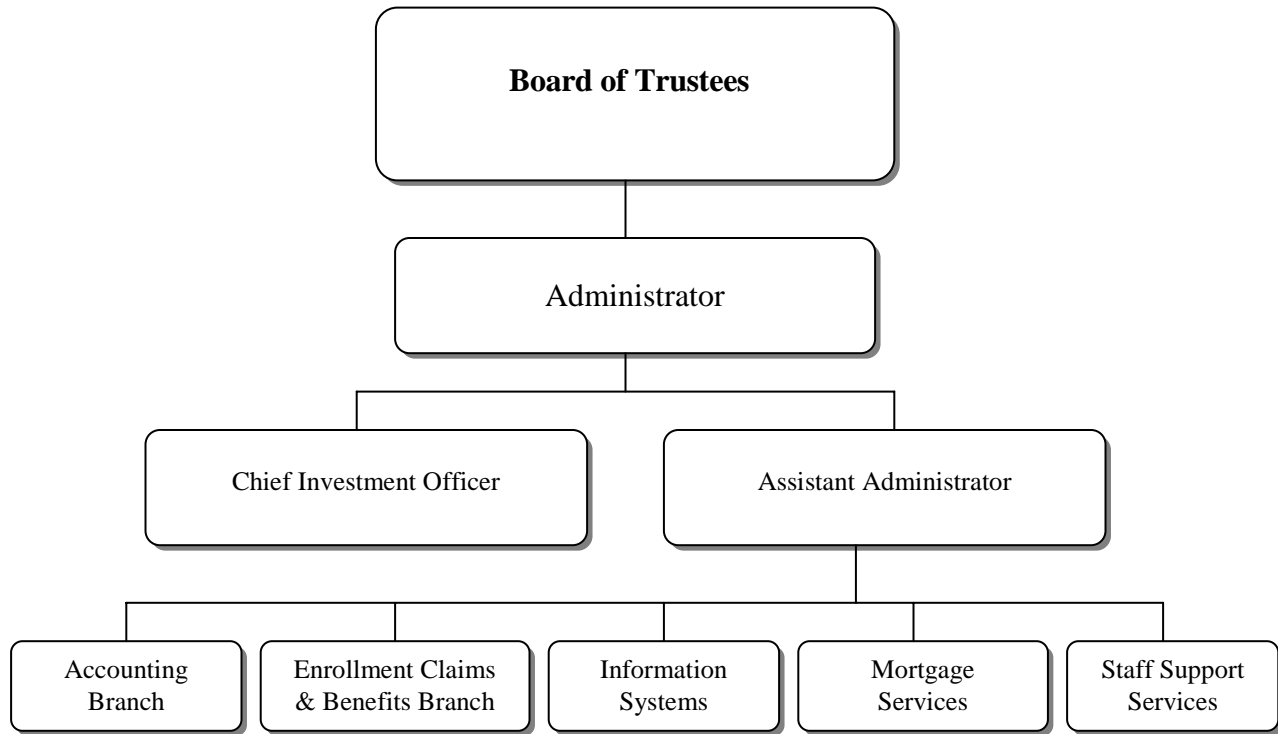 Board of Trustees
Administrator
Chief Investment Officer
Assistant Administrator
Accounting
Branch
Enrollment Claims
& Benefits Branch
Information
Systems
Mortgage
Services
Staff Support
Services